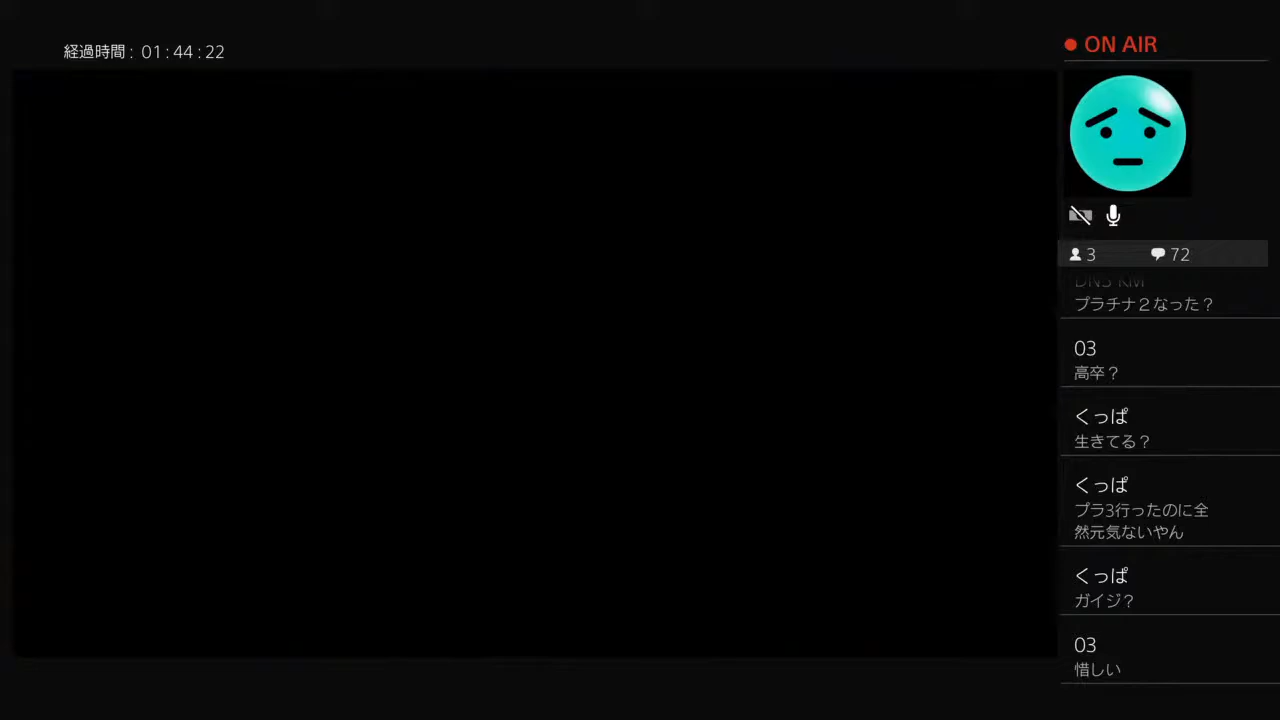 経過時間 : 01 : 44 : 22
ON AIR
3
72
DNS KM
プラチナ２なった？
03
高卒？
くっぱ
生きてる？
くっぱ
プラ3行ったのに全
然元気ないやん
くっぱ
ガイジ？
03
惜しい